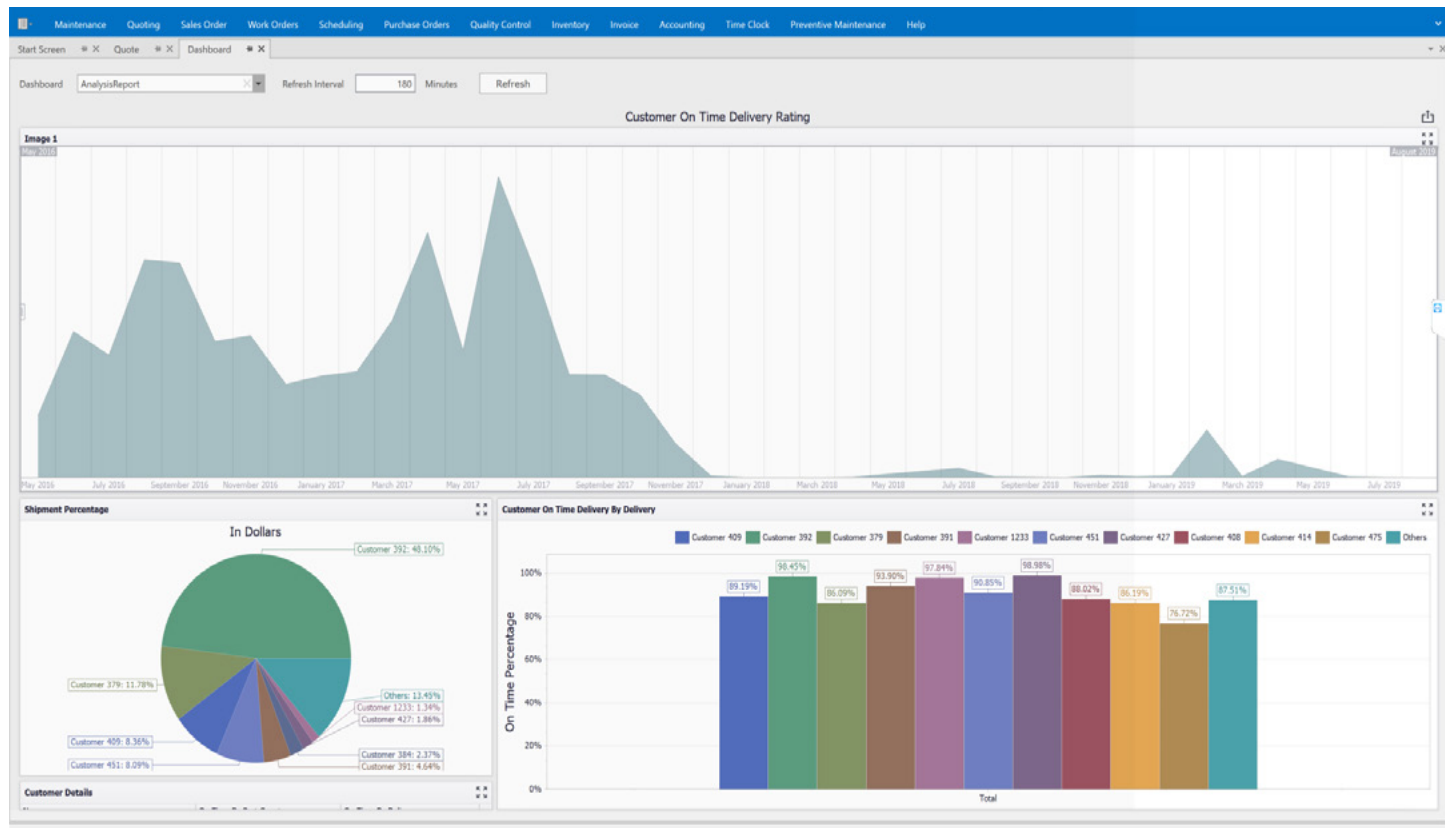 Maintenance Quoting Sales Order Work Orders Scheduling Purchase Orders Quality Control Inventory Invoice Accounting Time Clock Preventive Maintenance Help
Start Screen Quote Dashboard
Dashboard AnalysisReport Refresh Interval 180 Minutes Refresh
Customer On Time Delivery Rating
Image 1
May 2016 August 2019
May 2016 July 2016 September 2016 November 2016 January 2017 March 2017 May 2017 July 2017 September 2017 November 2017 January 2018 March 2018 May 2018 July 2018 September 2018 November 2018 January 2019 March 2019 May 2019 July 2019
Shipment Percentage
In Dollars
Customer 392: 48.10%
Customer 379: 11.78%
Others: 13.45%
Customer 1233: 1.34%
Customer 427: 1.86%
Customer 409: 8.36%
Customer 384: 2.37%
Customer 451: 8.09%
Customer 391: 4.64%
Customer Details
Customer On Time Delivery By Delivery
Customer 409 Customer 392 Customer 379 Customer 391 Customer 1233 Customer 451 Customer 427 Customer 408 Customer 414 Customer 475 Others
On Time Percentage
100%
80%
60%
40%
20%
0%
89.19% 98.45% 86.09% 93.90% 97.84% 90.85% 98.98% 88.02% 86.19% 76.72% 87.51%
Total